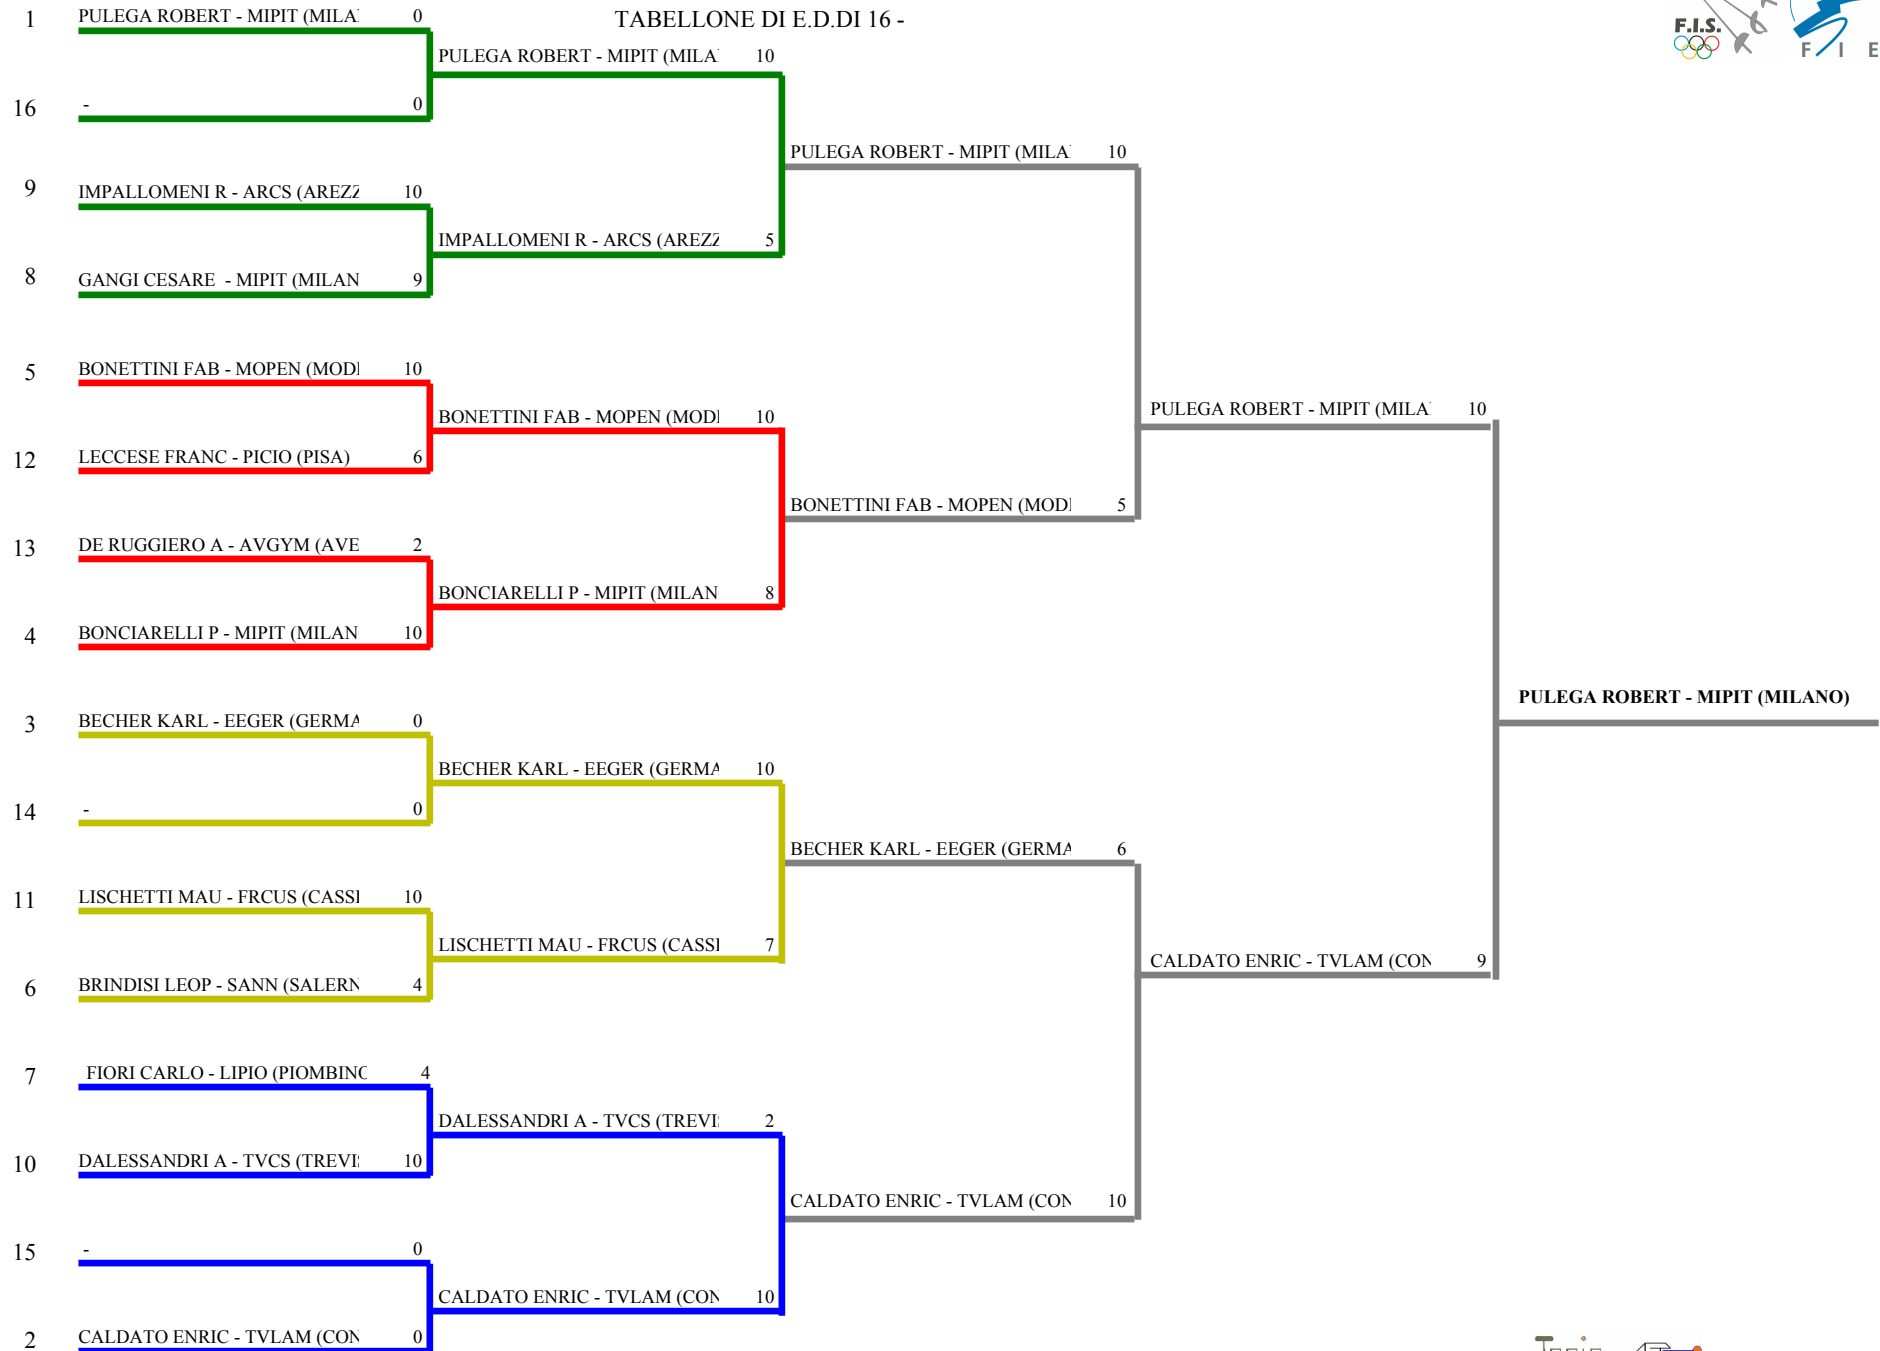 TABELLONE DI E.D.DI 16 -
F.I.S.
F I E
1 PULEGA ROBERT - MIPIT (MILA 0
PULEGA ROBERT - MIPIT (MILA 10
16 - 0
PULEGA ROBERT - MIPIT (MILA 10
9 IMPALLOMENI R - ARCS (AREZZ 10
IMPALLOMENI R - ARCS (AREZZ 5
8 GANGI CESARE - MIPIT (MILAN 9
5 BONETTINI FAB - MOPEN (MOD 10
BONETTINI FAB - MOPEN (MOD 10
PULEGA ROBERT - MIPIT (MILA 10
12 LECCESE FRANC - PICIO (PISA) 6
BONETTINI FAB - MOPEN (MOD 5
13 DE RUGGIERO A - AVGYM (AVE 2
BONCIARELLI P - MIPIT (MILAN 8
4 BONCIARELLI P - MIPIT (MILAN 10
PULEGA ROBERT - MIPIT (MILANO)
3 BECHER KARL - EEGER (GERMA 0
BECHER KARL - EEGER (GERMA 10
14 - 0
BECHER KARL - EEGER (GERMA 6
11 LISCHETTI MAU - FRCUS (CASSI 10
LISCHETTI MAU - FRCUS (CASSI 7
CALDATO ENRIC - TVLAM (CON 9
6 BRINDISI LEOP - SANN (SALERN 4
7 FIORI CARLO - LIPIO (PIOMBINO 4
DALESSANDRI A - TVCS (TREVI 2
10 DALESSANDRI A - TVCS (TREVI 10
CALDATO ENRIC - TVLAM (CON 10
15 - 0
CALDATO ENRIC - TVLAM (CON 10
2 CALDATO ENRIC - TVLAM (CON 0